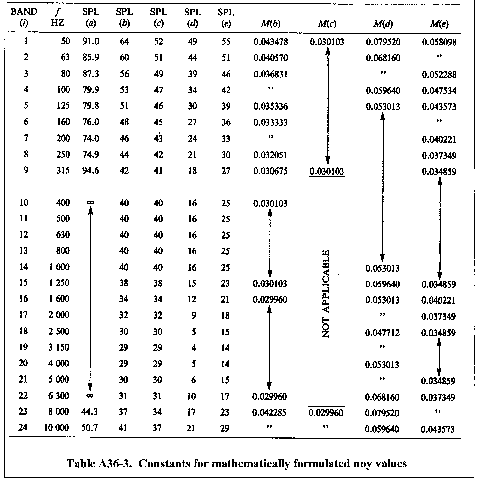 BAND f SPL SPL SPL SPL SPL
(i) HZ (a) (b) (c) (d) (e) M(b) M(c) M(d) M(e)
1 50 91.0 64 52 49 55 0.043478 0.030103 0.079520 0.058098
2 63 85.9 60 51 44 51 0.040570 0.068160 "
3 80 87.3 56 49 39 46 0.036831 " 0.052288
4 100 79.9 53 47 34 42 " 0.059640 0.047534
5 125 79.8 51 46 30 39 0.035336 0.053013 0.043573
6 160 76.0 48 45 27 36 0.033333 "
7 200 74.0 46 43 24 33 " 0.040221
8 250 74.9 44 42 21 30 0.032051 0.037349
9 315 94.6 42 41 18 27 0.030675 0.030103 0.034859
10 400 ∞ 40 40 16 25 0.030103
11 500 40 40 16 25
12 630 40 40 16 25
13 800 40 40 16 25
14 1 000 40 40 16 25 0.053013
15 1 250 38 38 15 23 0.030103 0.059640 0.034859
16 1 600 34 34 12 21 0.029960 0.053013 0.040221
17 2 000 32 32 9 18 " 0.037349
18 2 500 30 30 5 15 0.047712 0.034859
19 3 150 29 29 4 14 "
20 4 000 29 29 5 14 0.053013
21 5 000 30 30 6 15 " 0.034859
22 6 300 ∞ 31 31 10 17 0.029960 0.068160 0.037349
23 8 000 44.3 37 34 17 23 0.042285 0.029960 0.079520 "
24 10 000 50.7 41 37 21 29 " " 0.059640 0.043573
NOT APPLICABLE
Table A36-3. Constants for mathematically formulated noy values